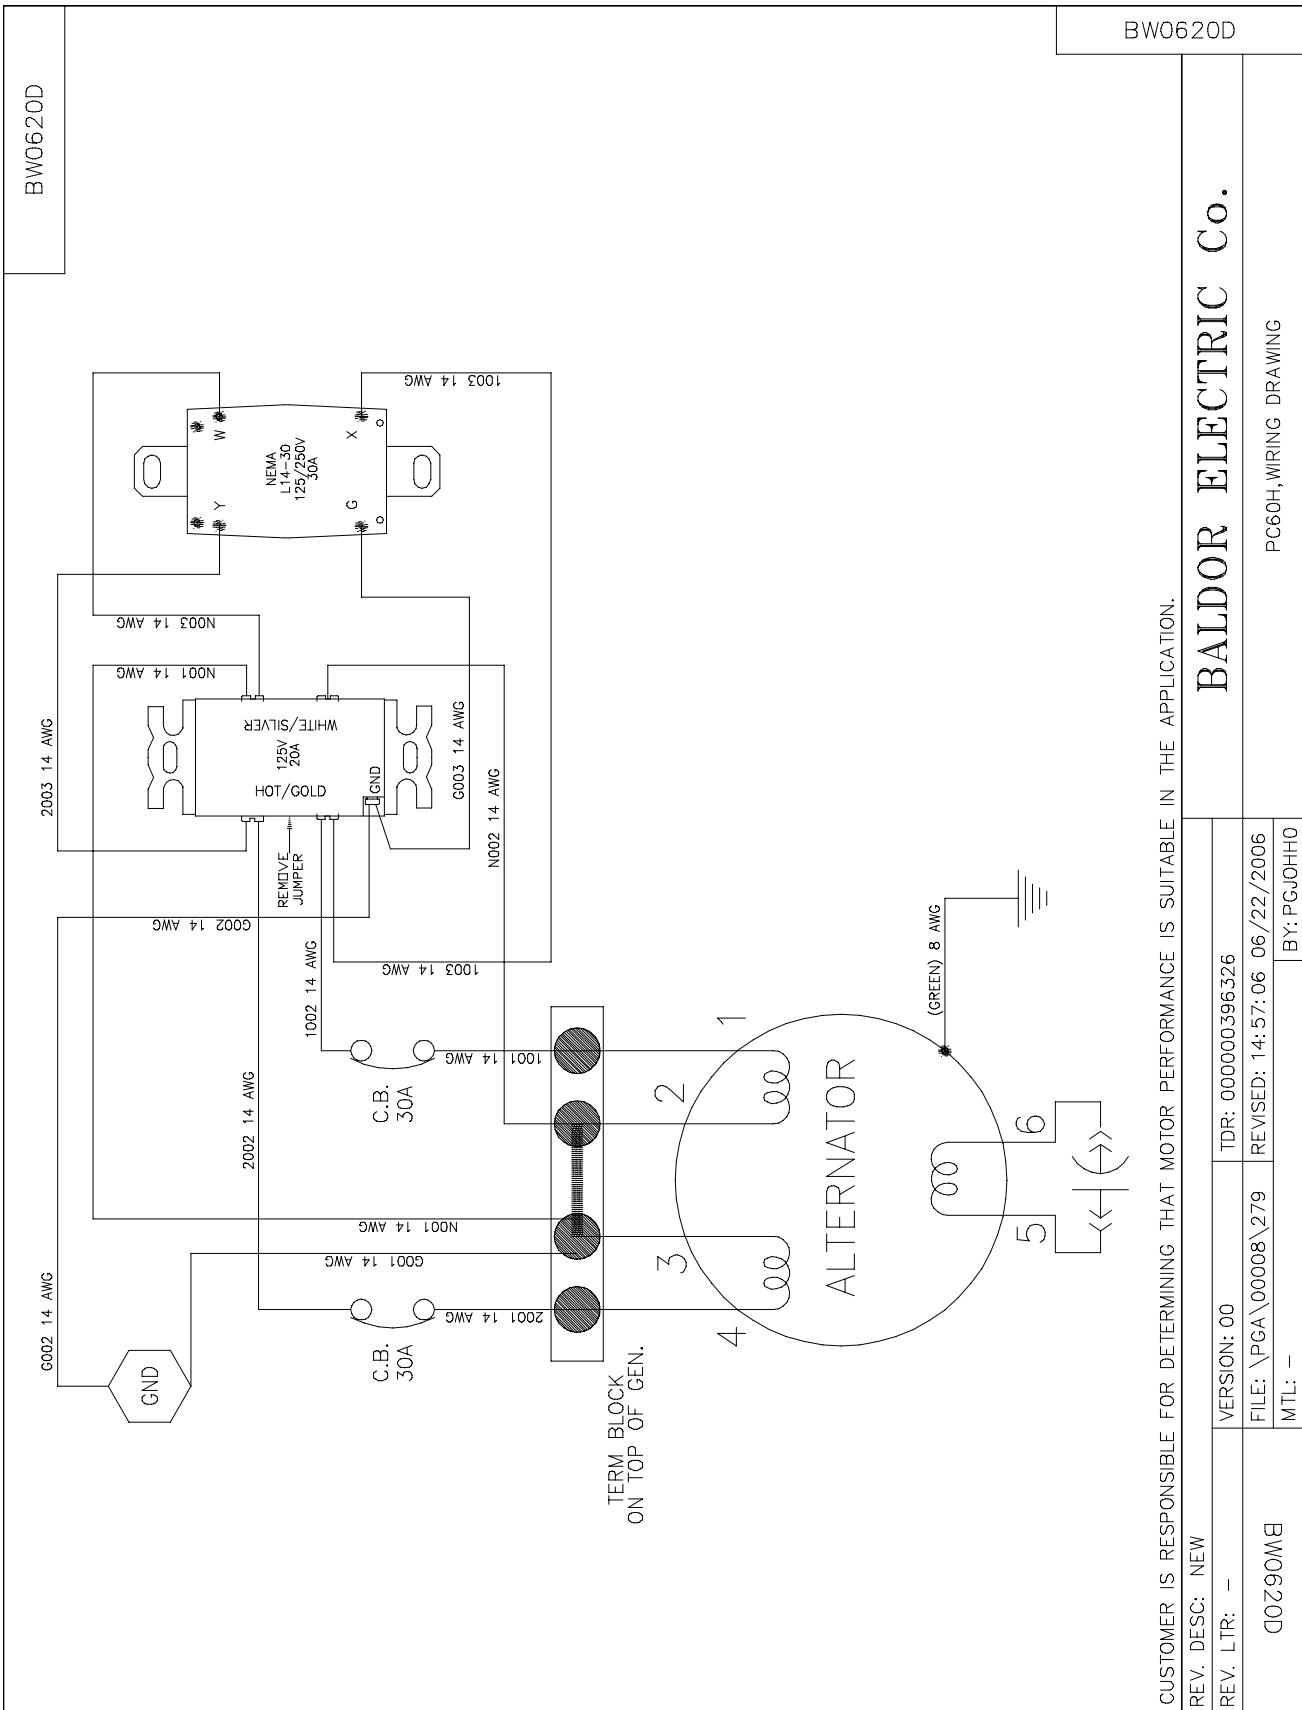 BW0620D
BW0620D
NEMA
L14-30
125/250V
30A
W
Y
X
G
1003 14 AWG
N003 14 AWG
N001 14 AWG
2003 14 AWG
WHITE/SILVER
125V
20A
HOT/GOLD
GND
G003 14 AWG
N002 14 AWG
REMOVE
JUMPER
G002 14 AWG
1002 14 AWG
1003 14 AWG
2002 14 AWG
C.B.
30A
1001 14 AWG
N001 14 AWG
G001 14 AWG
G002 14 AWG
GND
C.B.
30A
2001 14 AWG
TERM BLOCK
ON TOP OF GEN.
1
2
3
4
ALTERNATOR
(GREEN) 8 AWG
5
6
CUSTOMER IS RESPONSIBLE FOR DETERMINING THAT MOTOR PERFORMANCE IS SUITABLE IN THE APPLICATION.
REV. DESC: NEW
REV. LTR: -
VERSION: 00
TDR: 000000396326
FILE: \PGA\00008\279
REVISED: 14:57:06 06/22/2006
MTL: -
BY: PGJOHHO
BW0620D
BALDOR ELECTRIC Co.
PC60H,WIRING DRAWING